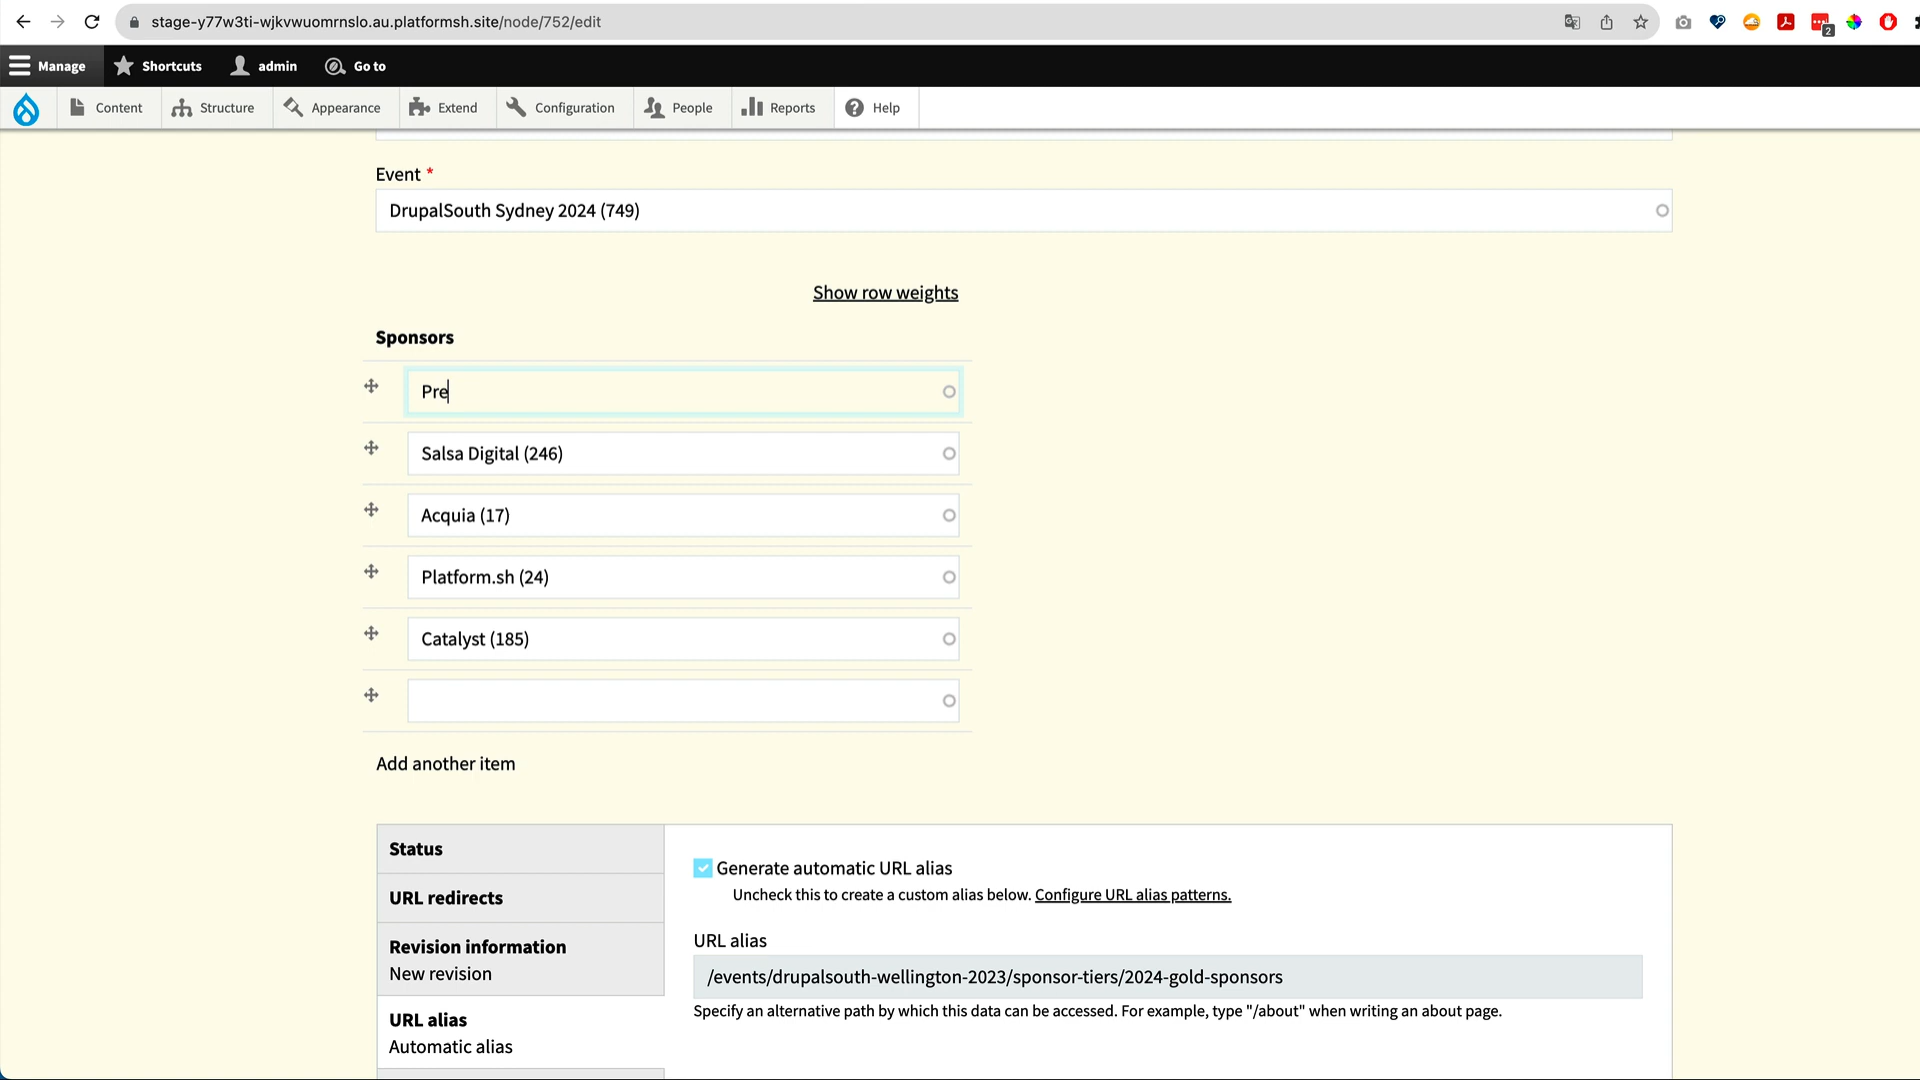 stage-y77w3ti-wjkvwuomrnslo.au.platformsh.site/node/752/edit
2
Manage Shortcuts admin Go to
Content Structure Appearance Extend Configuration People Reports Help
Event *
DrupalSouth Sydney 2024 (749)
Show row weights
Sponsors
Pre
Salsa Digital (246)
Acquia (17)
Platform.sh (24)
Catalyst (185)
Add another item
Status
URL redirects
Revision information
New revision
URL alias
Automatic alias
Generate automatic URL alias
Uncheck this to create a custom alias below. Configure URL alias patterns.
URL alias
/events/drupalsouth-wellington-2023/sponsor-tiers/2024-gold-sponsors
Specify an alternative path by which this data can be accessed. For example, type "/about" when writing an about page.